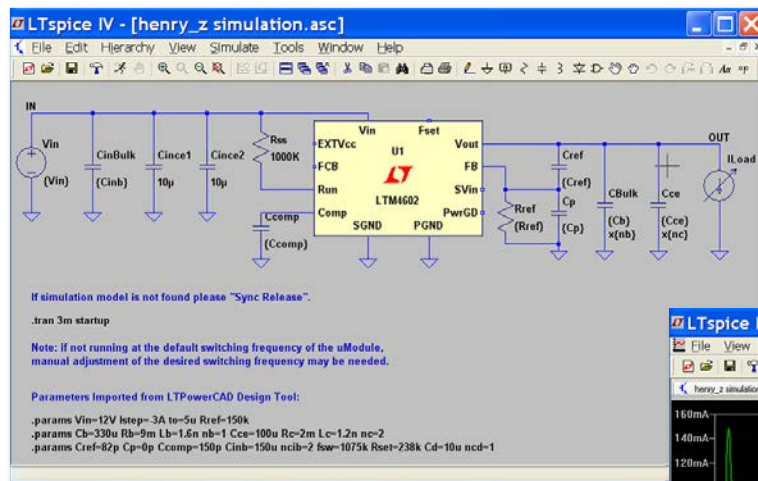 LTspice IV - [henry_z simulation.asc]
File Edit Hierarchy View Simulate Tools Window Help
IN
Vin
{Vin}
CinBulk
{Cinb}
Cince1
10µ
Cince2
10µ
Rss
1000K
Ccomp
{Ccomp}
Vin
Fset
EXTVcc
FCB
Run
Comp
SGND
PGND
U1
LTM4602
Vout
FB
SVin
PwrGD
Rref
{Rref}
Cref
{Cref}
Cp
{Cp}
CBulk
{Cb}
x{nb}
Cce
{Cce}
x{nc}
OUT
ILoad
If simulation model is not found please "Sync Release".
.tran 3m startup
Note: if not running at the default switching frequency of the uModule,
manual adjustment of the desired switching frequency may be needed.
Parameters Imported from LTPowerCAD Design Tool:
.params Vin=12V Istep=-3A to=5u Rref=150k
.params Cb=330u Rb=9m Lb=1.6n nb=1 Cce=100u Rc=2m Lc=1.2n nc=2
.params Cref=82p Cp=0p Ccomp=150p Cinb=150u ncib=2 fsw=1075k Rset=238k Cd=10u ncd=1
LTspice
File View
henry_z simulation
160mA
140mA
120mA